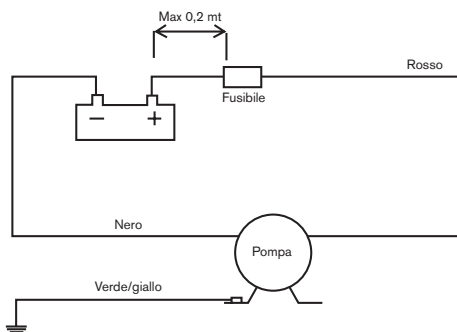 Max 0,2 mt
Rosso
Fusibile
− +
Nero
Pompa
Verde/giallo